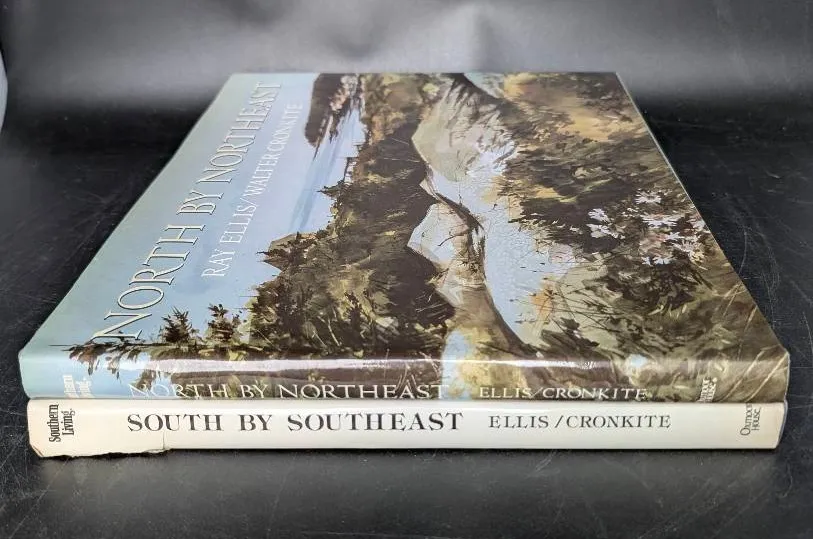 NORTH BY NORTHEAST
RAY ELLIS/WALTER CRONKITE
NORTH BY NORTHEAST ELLIS/CRONKITE
Southern
Living
SOUTH BY SOUTHEAST ELLIS/CRONKITE
OXMOOR
HOUSE